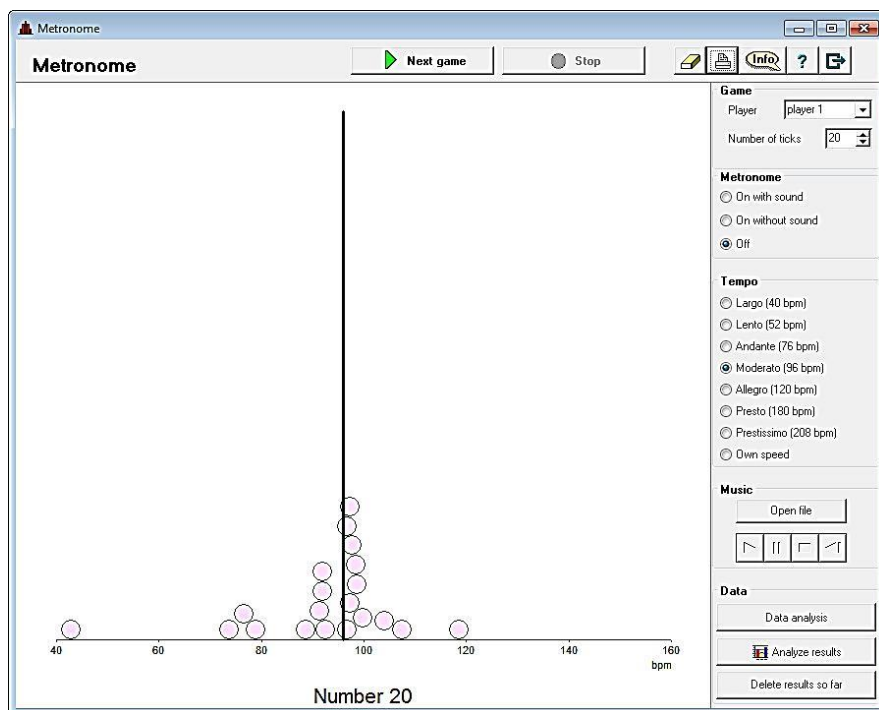 Metronome
Metronome
Next game
Stop
Info
?
Game
Player
player 1
Number of ticks
20
Metronome
On with sound
On without sound
Off
Tempo
Largo (40 bpm)
Lento (52 bpm)
Andante (76 bpm)
Moderato (96 bpm)
Allegro (120 bpm)
Presto (180 bpm)
Prestissimo (208 bpm)
Own speed
Music
Open file
Data
Data analysis
Analyze results
Delete results so far
40 60 80 100 120 140 160
bpm
Number 20